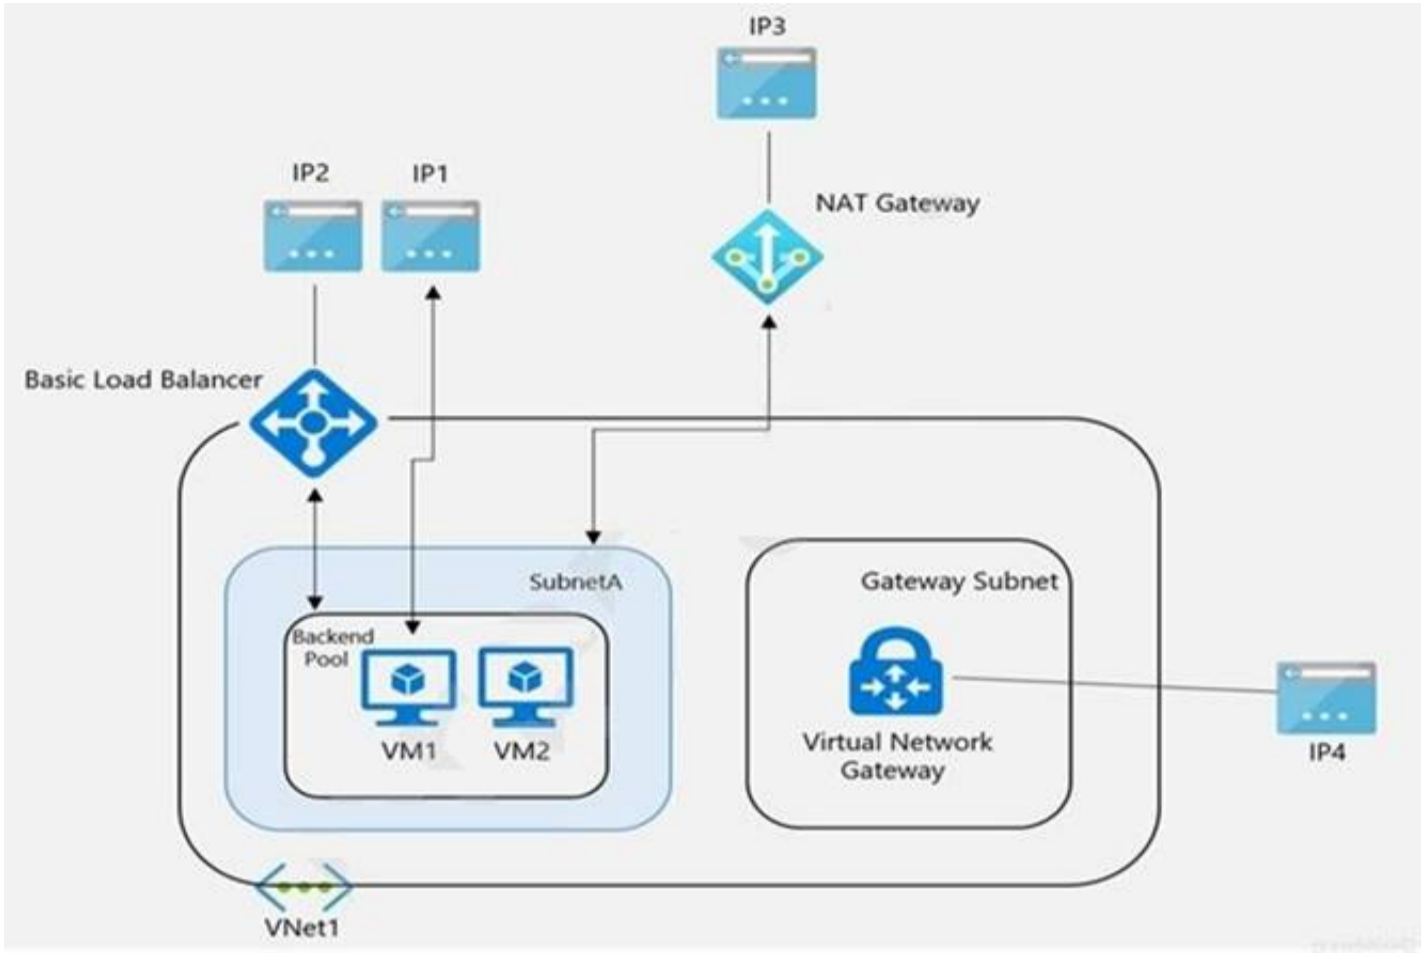 IP3
IP2
IP1
NAT Gateway
Basic Load Balancer
SubnetA
Gateway Subnet
Backend
Pool
VM1
VM2
Virtual Network
Gateway
IP4
VNet1